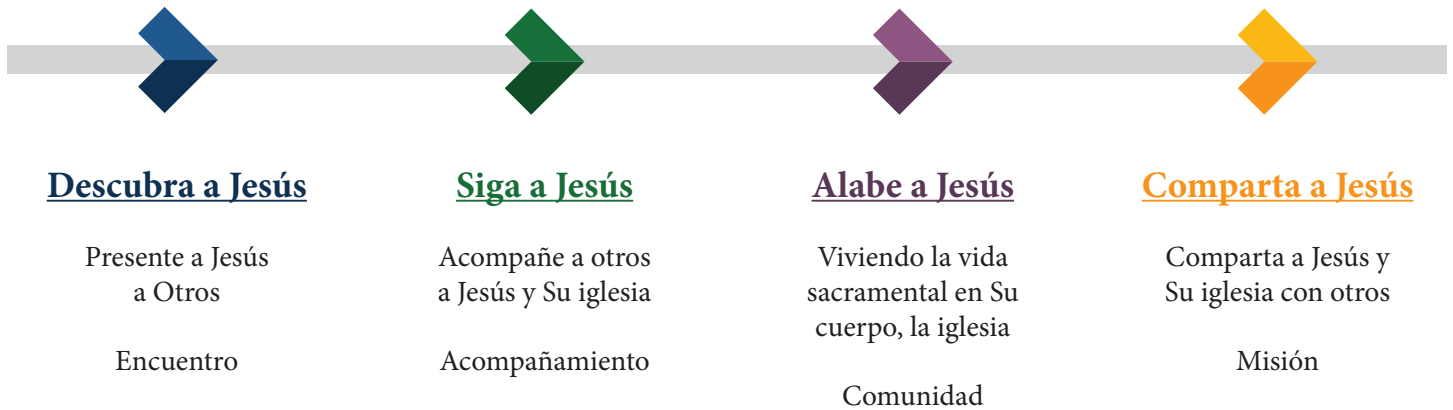 Descubra a Jesús
Presente a Jesús
a Otros
Encuentro
Siga a Jesús
Acompañe a otros
a Jesús y Su iglesia
Acompañamiento
Alabe a Jesús
Viviendo la vida
sacramental en Su
cuerpo, la iglesia
Comunidad
Comparta a Jesús
Comparta a Jesús y
Su iglesia con otros
Misión